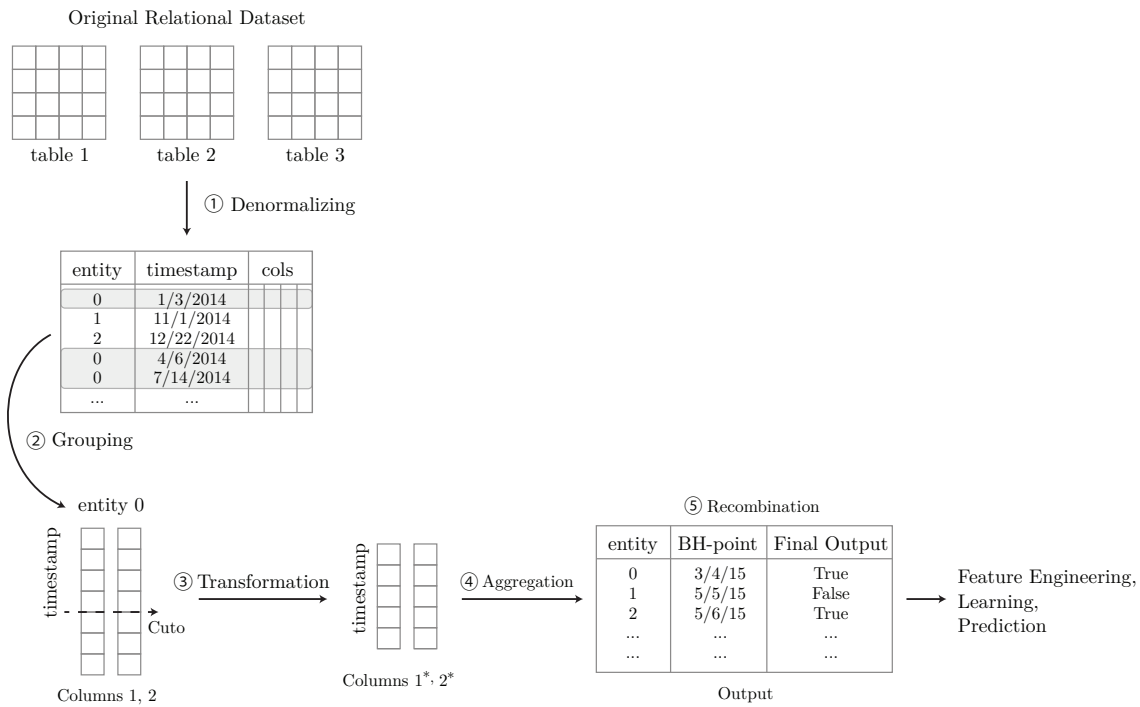 Original Relational Dataset
table 1 table 2 table 3
① Denormalizing
entity timestamp cols
0 1/3/2014
1 11/1/2014
2 12/22/2014
0 4/6/2014
0 7/14/2014
... ...
② Grouping
entity 0
timestamp
Cuto
Columns 1, 2
③ Transformation
timestamp
Columns 1*, 2*
④ Aggregation
⑤ Recombination
entity BH-point Final Output
0 3/4/15 True
1 5/5/15 False
2 5/6/15 True
... ... ...
... ... ...
Output
Feature Engineering,
Learning,
Prediction